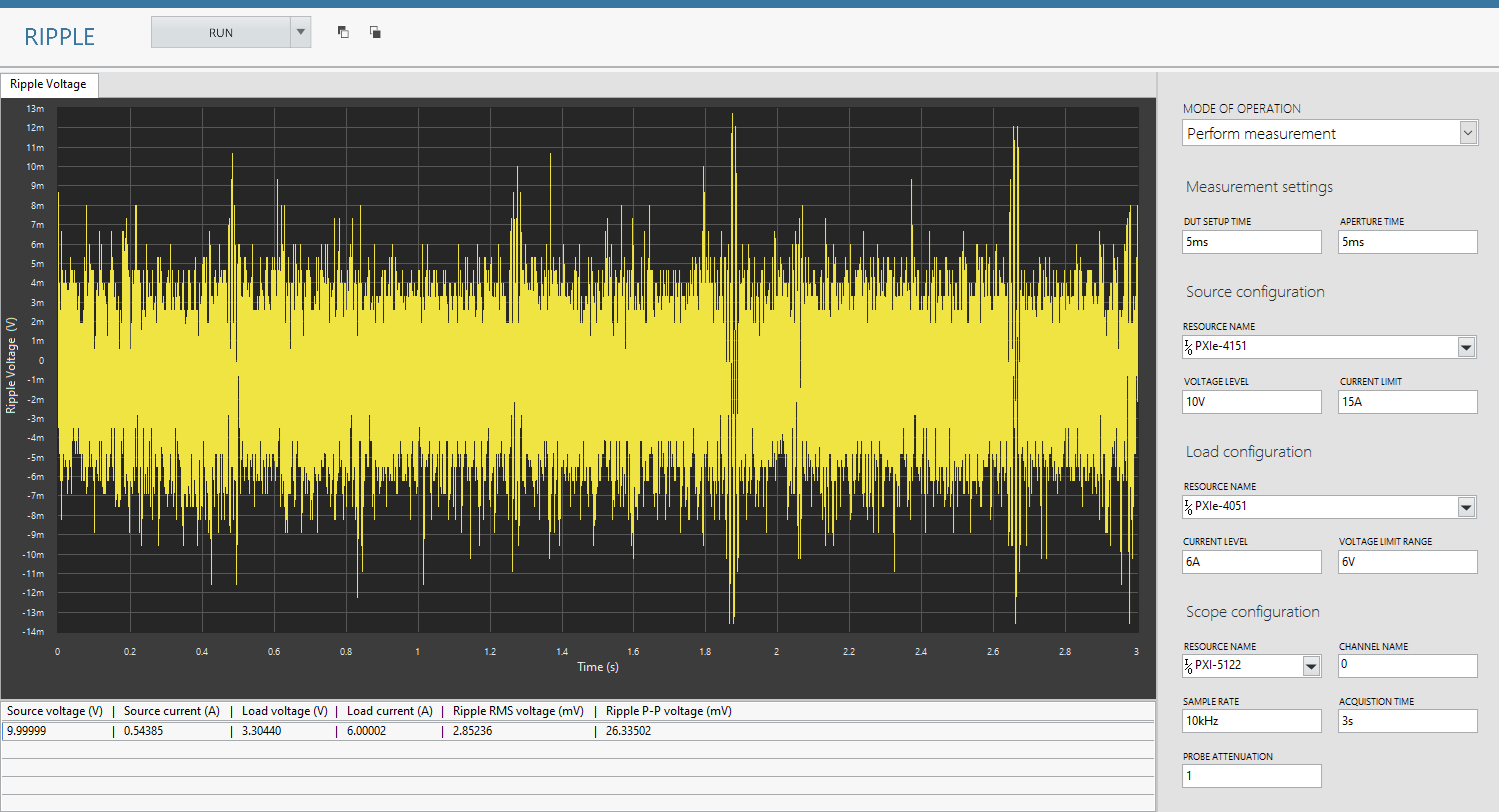 RIPPLE
RUN
Ripple Voltage
13m
12m
11m
10m
9m
8m
7m
6m
5m
4m
3m
2m
1m
0
-1m
-2m
-3m
-4m
-5m
-6m
-7m
-8m
-9m
-10m
-11m
-12m
-13m
-14m
Ripple Voltage (V)
0 0.2 0.4 0.6 0.8 1 1.2 1.4 1.6 1.8 2 2.2 2.4 2.6 2.8 3
Time (s)
Source voltage (V) | Source current (A) | Load voltage (V) | Load current (A) | Ripple RMS voltage (mV) | Ripple P-P voltage (mV)
9.99999 | 0.54385 | 3.30440 | 6.00002 | 2.85236 | 26.33502
MODE OF OPERATION
Perform measurement
Measurement settings
DUT SETUP TIME APERTURE TIME
5ms 5ms
Source configuration
RESOURCE NAME
PXIe-4151
VOLTAGE LEVEL CURRENT LIMIT
10V 15A
Load configuration
RESOURCE NAME
PXIe-4051
CURRENT LEVEL VOLTAGE LIMIT RANGE
6A 6V
Scope configuration
RESOURCE NAME CHANNEL NAME
PXI-5122 0
SAMPLE RATE ACQUISTION TIME
10kHz 3s
PROBE ATTENUATION
1